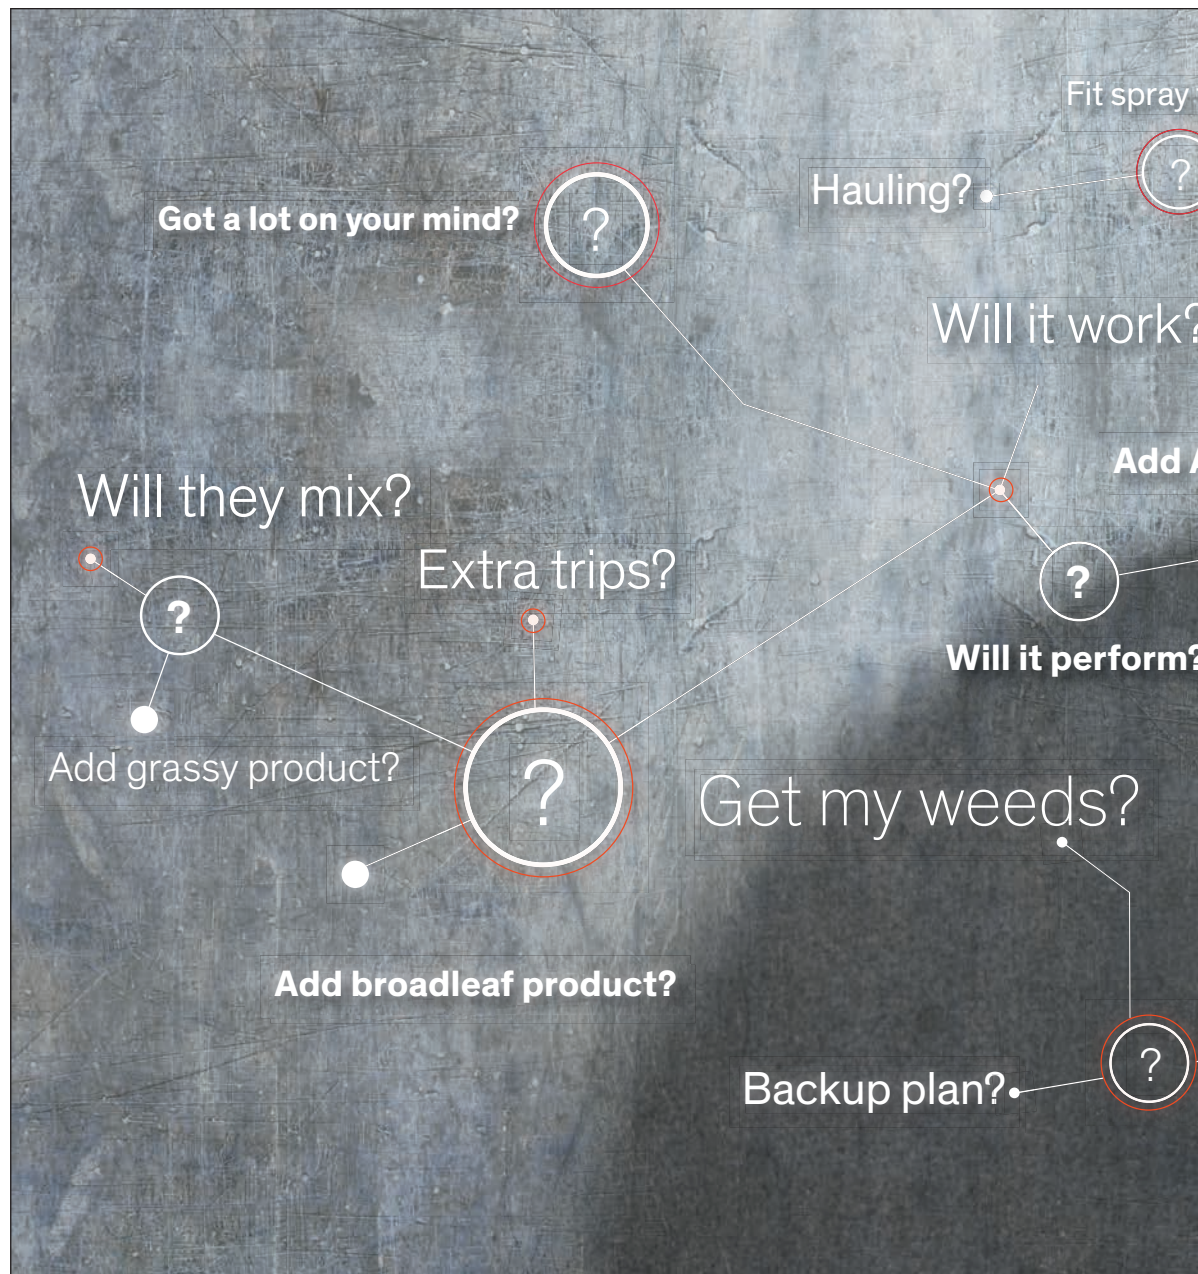 Fit spray
Hauling?
?
Got a lot on your mind?
?
Will it work?
Add
Will they mix?
Extra trips?
?
?
Will it perform?
Add grassy product?
?
Get my weeds?
Add broadleaf product?
?
Backup plan?